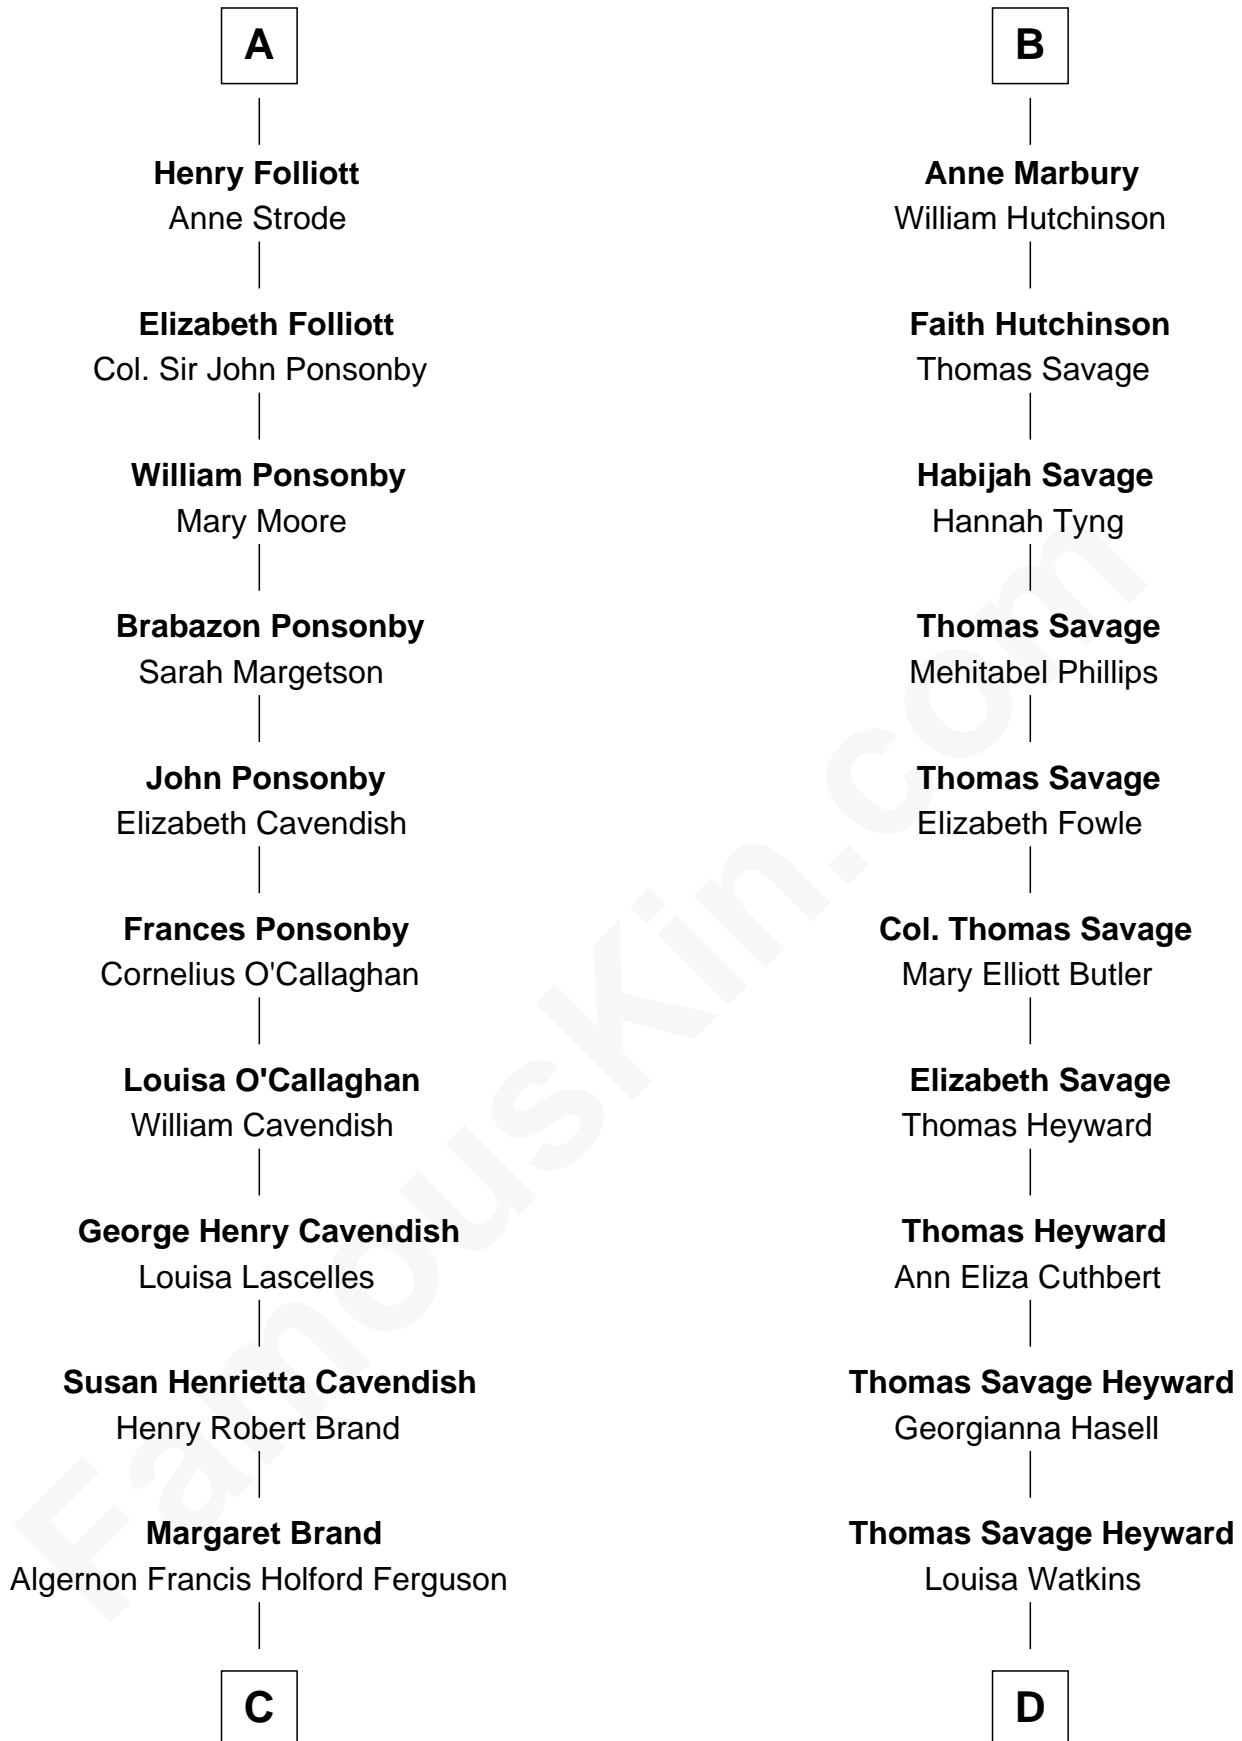 A
Henry Folliott
Anne Strode
Elizabeth Folliott
Col. Sir John Ponsonby
William Ponsonby
Mary Moore
Brabazon Ponsonby
Sarah Margetson
John Ponsonby
Elizabeth Cavendish
Frances Ponsonby
Cornelius O'Callaghan
Louisa O'Callaghan
William Cavendish
George Henry Cavendish
Louisa Lascelles
Susan Henrietta Cavendish
Henry Robert Brand
Margaret Brand
Algernon Francis Holford Ferguson
C
B
Anne Marbury
William Hutchinson
Faith Hutchinson
Thomas Savage
Habijah Savage
Hannah Tyng
Thomas Savage
Mehitabel Phillips
Thomas Savage
Elizabeth Fowle
Col. Thomas Savage
Mary Elliott Butler
Elizabeth Savage
Thomas Heyward
Thomas Heyward
Ann Eliza Cuthbert
Thomas Savage Heyward
Georgianna Hasell
Thomas Savage Heyward
Louisa Watkins
D
FamousKin.com